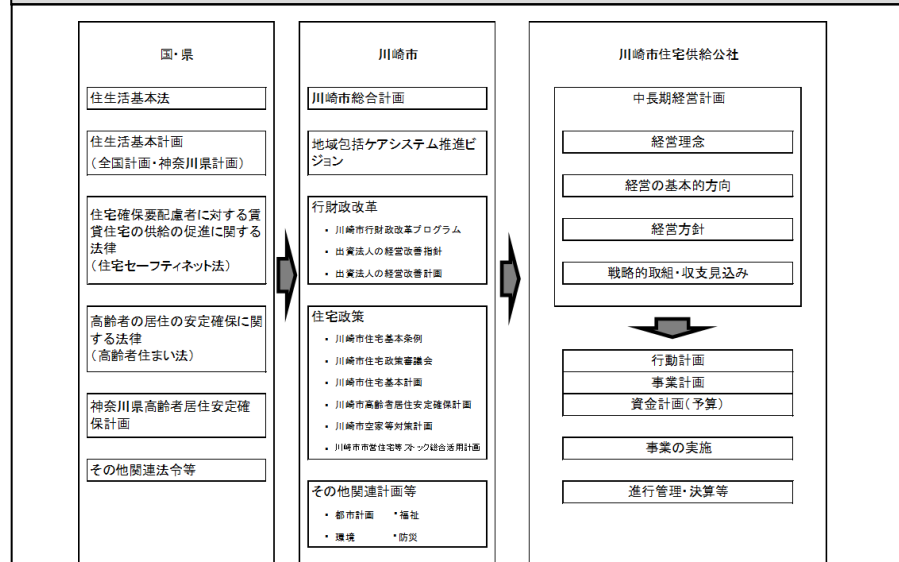 国・県
住生活基本法
住生活基本計画
（全国計画・神奈川県計画）
住宅確保要配慮者に対する賃
貸住宅の供給の促進に関する
法律
（住宅セーフティネット法）
高齢者の居住の安定確保に関
する法律
（高齢者住まい法）
神奈川県高齢者居住安定確
保計画
その他関連法令等
川崎市
川崎市総合計画
地域包括ケアシステム推進ビ
ジョン
行財政改革
・ 川崎市行財政改革プログラム
・ 出資法人の経営改善指針
・ 出資法人の経営改善計画
住宅政策
・ 川崎市住宅基本条例
・ 川崎市住宅政策審議会
・ 川崎市住宅基本計画
・ 川崎市高齢者居住安定確保計画
・ 川崎市空家等対策計画
・ 川崎市市営住宅等ストック総合活用計画
その他関連計画等
・ 都市計画 ・福祉
・ 環境 ・防災
川崎市住宅供給公社
中長期経営計画
経営理念
経営の基本的方向
経営方針
戦略的取組・収支見込み
行動計画
事業計画
資金計画（予算）
事業の実施
進行管理・決算等